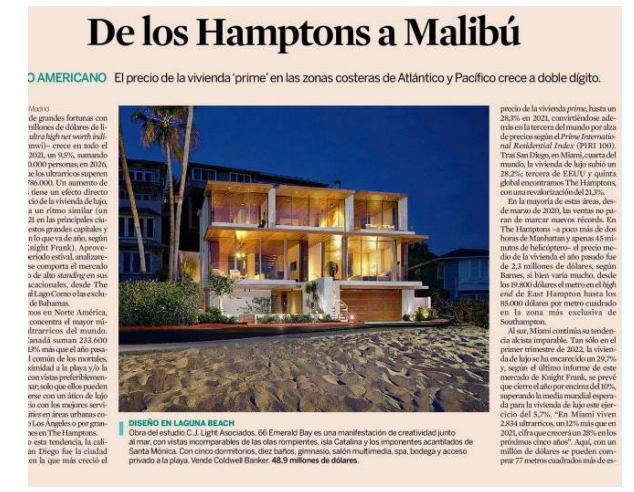 De los Hamptons a Malibú
O AMERICANO El precio de la vivienda 'prime' en las zonas costeras de Atlántico y Pacífico crece a doble dígito.
Madrid
de grandes fortunas con
millones de dólares de li-
ultra high net worth indi-
nwi)– crece en todo el
2021, un 9,5%, sumando
0.000 personas; en 2026,
ue los ultrarricos superen
786.000. Un aumento de
tiene un efecto directo
cio de la vivienda de lujo,
a un ritmo similar (un
21 en las principales ciu-
estos grandes capitales y
n lo que va de año, según
Knight Frank). Aprove-
periodo estival, analizare-
se comporta el mercado
o de alto standing en sus
acacionales, desde The
al Lago Como o las exclu-
de Bahamas.
mos en Norte América,
concentra el mayor nú-
ltrarricos del mundo.
Canadá suman 233.600
13% más que el año pasa-
l común de los mortales,
ximidad a la playa y/o la
con vistas preferiblemen-
mar; solo que ellos pueden
erse con un ático de lujo
io con los mejores servi-
ities en áreas urbanas co-
o Los Ángeles o por gran-
nes en The Hamptons.
o esta tendencia, la cali-
an Diego fue la ciudad
en la que más creció el
DISEÑO EN LAGUNA BEACH
Obra del estudio C.J. Light Asociados, 66 Emerald Bay es una manifestación de creatividad junto
al mar, con vistas incomparables de las olas rompientes, isla Catalina y los imponentes acantilados de
Santa Mónica. Con cinco dormitorios, diez baños, gimnasio, salón multimedia, spa, bodega y acceso
privado a la playa. Vende Coldwell Banker. 48,9 millones de dólares.
precio de la vivienda prime, hasta un
28,3% en 2021, convirtiéndose ade-
más en la tercera del mundo por alza
de precios según el Prime Internatio-
nal Residential Index (PIRI 100).
Tras San Diego, en Miami, cuarta del
mundo, la vivienda de lujo subió un
28,2%; tercera de EEUU y quinta
global encontramos The Hamptons,
con una revalorización del 21,3%.
En la mayoría de estas áreas, des-
de marzo de 2020, las ventas no pa-
ran de marcar nuevos récords. En
The Hamptons –a poco más de dos
horas de Manhattan y apenas 45 mi-
nutos de helicóptero– el precio me-
dio de la vivienda el año pasado fue
de 2,3 millones de dólares, según
Barnes, si bien varía mucho, desde
los 19.800 dólares el metro en el high
end de East Hampton hasta los
85.000 dólares por metro cuadrado
en la zona más exclusiva de
Southampton.
Al sur, Miami continúa su tenden-
cia alcista imparable. Tan sólo en el
primer trimestre de 2022, la vivien-
da de lujo se ha encarecido un 29,7%
y, según el último informe de este
mercado de Knight Frank, se prevé
que cierre el año por encima del 10%,
superando la media mundial espera-
da para la vivienda de lujo este ejer-
cicio del 5,7%. "En Miami viven
2.834 ultrarricos, un 12% más que en
2021, cifra que crecerá un 28% en los
próximos cinco años". Aquí, con un
millón de dólares se pueden com-
prar 77 metros cuadrados más de es-